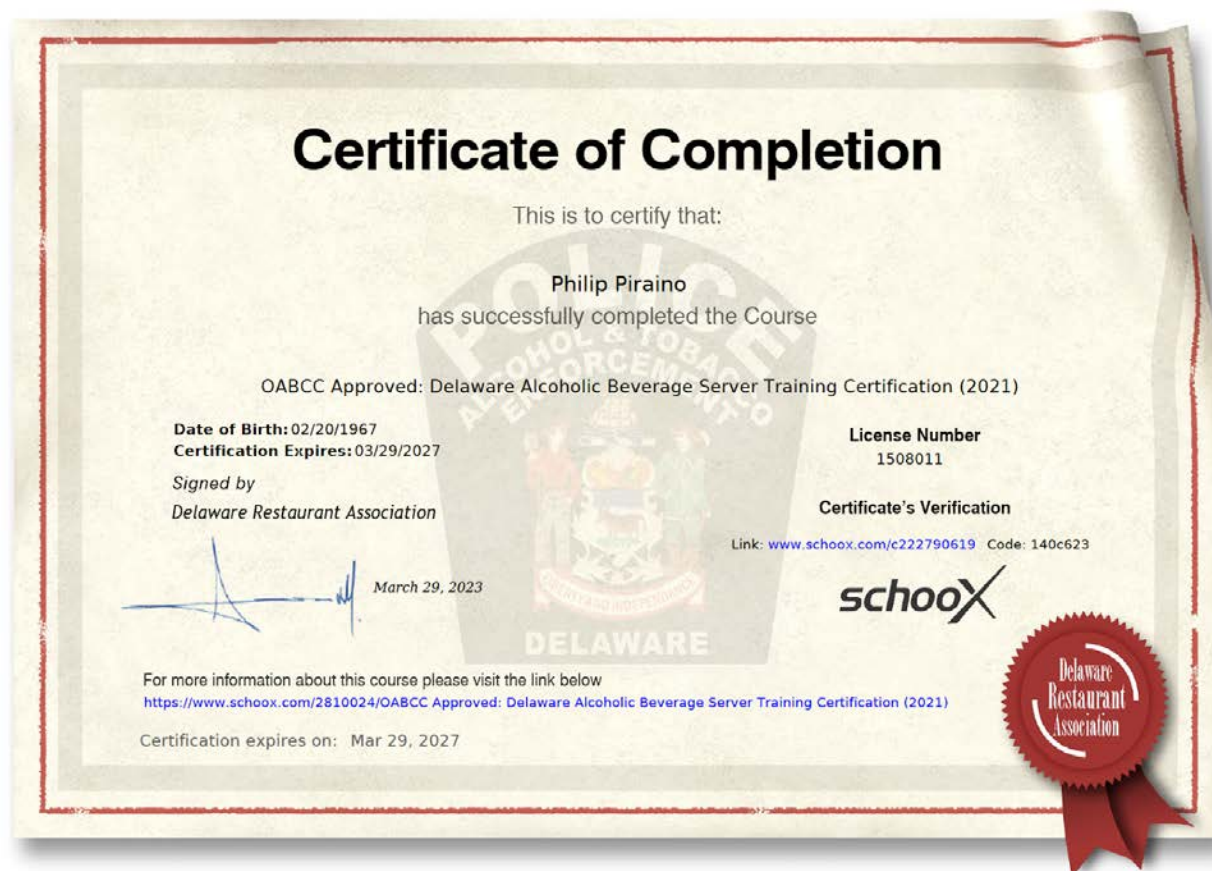 Certificate of Completion
This is to certify that:
Philip Piraino
has successfully completed the Course
POLICE
ALCOHOL & TOBACCO
ENFORCEMENT
OABCC Approved: Delaware Alcoholic Beverage Server Training Certification (2021)
Date of Birth: 02/20/1967
Certification Expires: 03/29/2027
Signed by
Delaware Restaurant Association
March 29, 2023
License Number
1508011
Certificate's Verification
Link: www.schoox.com/c222790619 Code: 140c623
schoox
LIBERTY AND INDEPENDENCE
DELAWARE
For more information about this course please visit the link below
https://www.schoox.com/2810024/OABCC Approved: Delaware Alcoholic Beverage Server Training Certification (2021)
Certification expires on: Mar 29, 2027
Delaware
Restaurant
Association